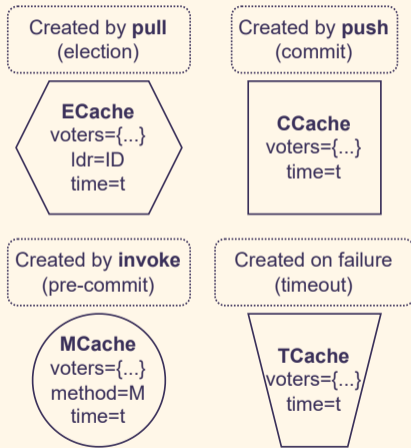 Created by pull
(election)
ECache
voters={...}
ldr=ID
time=t
Created by push
(commit)
CCache
voters={...}
time=t
Created by invoke
(pre-commit)
MCache
voters={...}
method=M
time=t
Created on failure
(timeout)
TCache
voters={...}
time=t